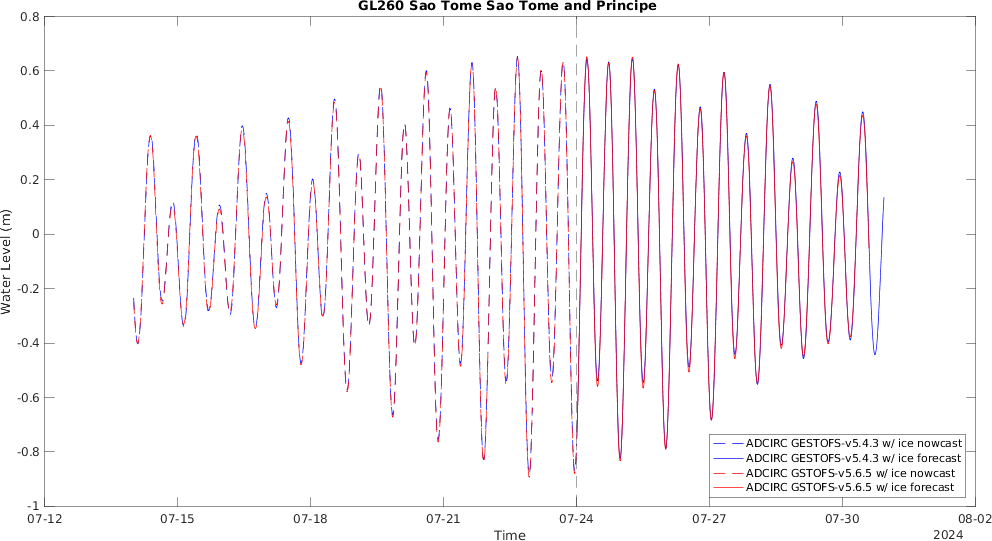 GL260 Sao Tome Sao Tome and Principe
Water Level (m)
0.8
0.6
0.4
0.2
0
-0.2
-0.4
-0.6
-0.8
-1
ADCIRC GESTOFS-v5.4.3 w/ ice nowcast
ADCIRC GESTOFS-v5.4.3 w/ ice forecast
ADCIRC GSTOFS-v5.6.5 w/ ice nowcast
ADCIRC GSTOFS-v5.6.5 w/ ice forecast
07-12 07-15 07-18 07-21 07-24 07-27 07-30 08-02
Time
2024